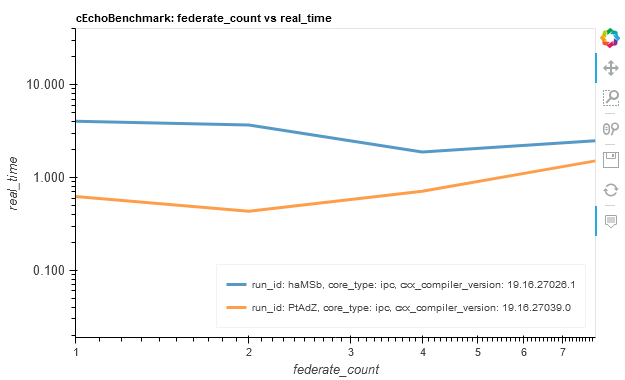 cEchoBenchmark: federate_count vs real_time
10.000
1.000
0.100
real_time
run_id: haMSb, core_type: ipc, cxx_compiler_version: 19.16.27026.1
run_id: PtAdZ, core_type: ipc, cxx_compiler_version: 19.16.27039.0
1 2 3 4 5 6 7
federate_count